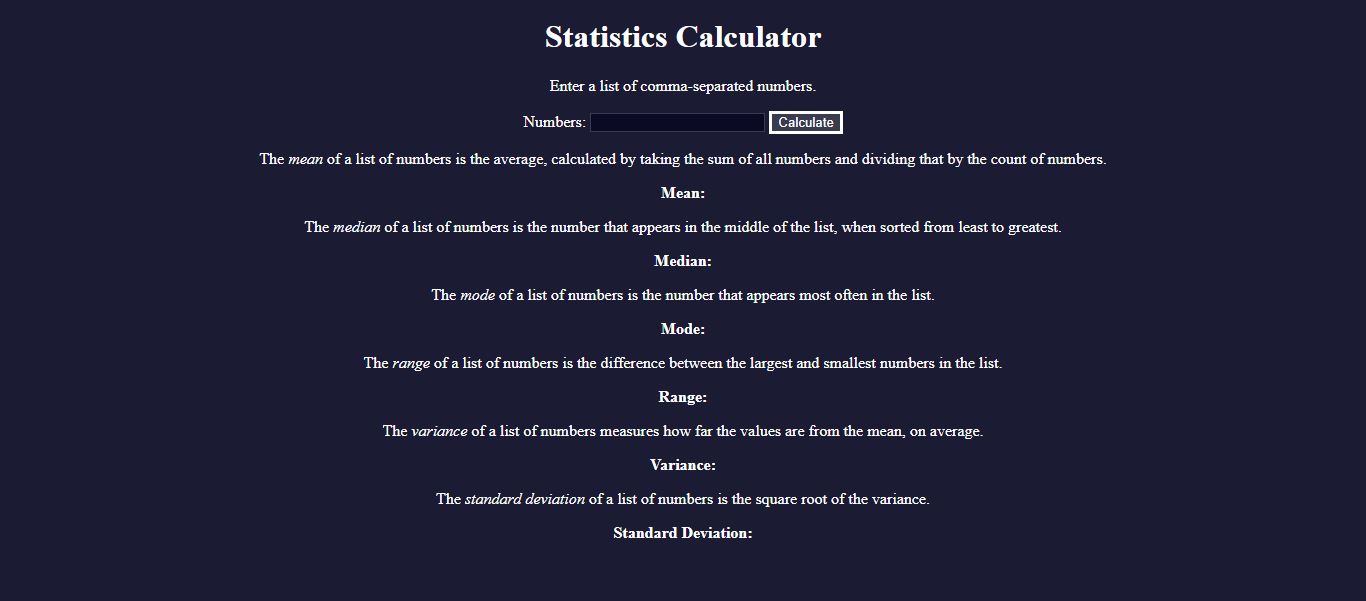 Statistics Calculator
Enter a list of comma-separated numbers.
Numbers: Calculate
The mean of a list of numbers is the average, calculated by taking the sum of all numbers and dividing that by the count of numbers.
Mean:
The median of a list of numbers is the number that appears in the middle of the list, when sorted from least to greatest.
Median:
The mode of a list of numbers is the number that appears most often in the list.
Mode:
The range of a list of numbers is the difference between the largest and smallest numbers in the list.
Range:
The variance of a list of numbers measures how far the values are from the mean, on average.
Variance:
The standard deviation of a list of numbers is the square root of the variance.
Standard Deviation: